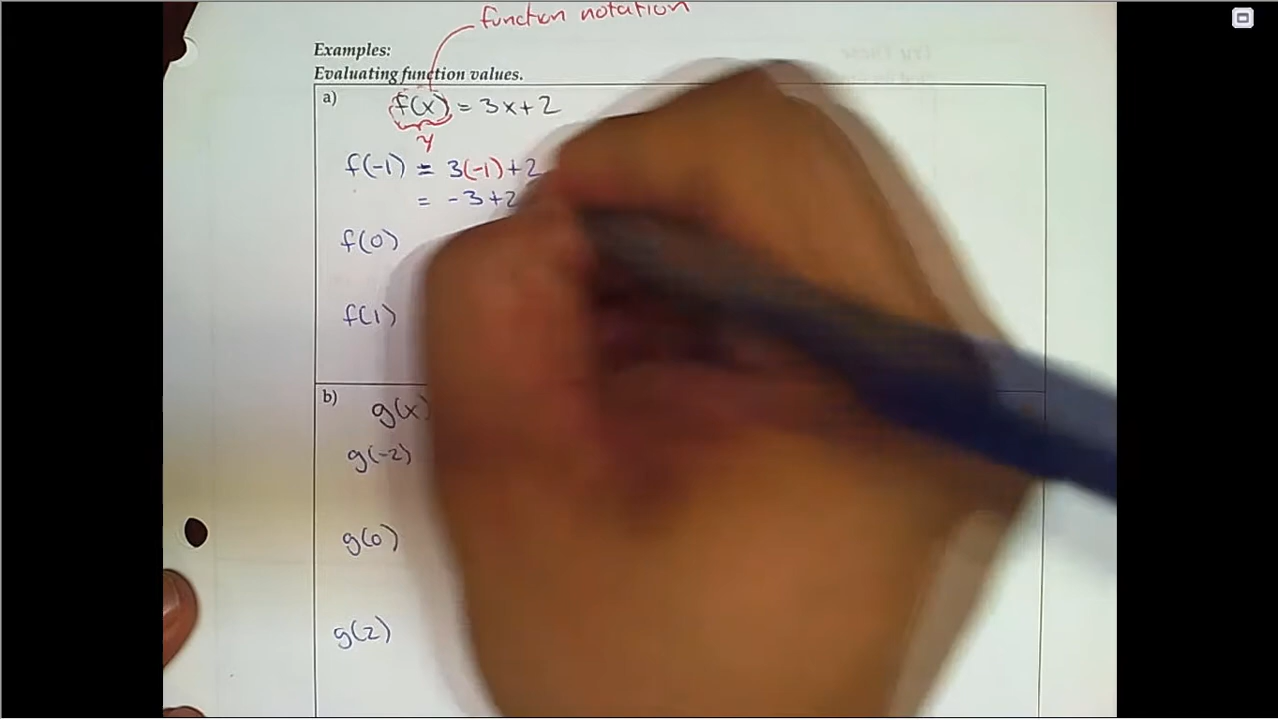 function notation
Examples:
Evaluating function values.
a) f(x) = 3x+2
y
f(-1) = 3(-1)+2
= -3+2
f(0)
f(1)
b) g(x)
g(-2)
g(0)
g(2)